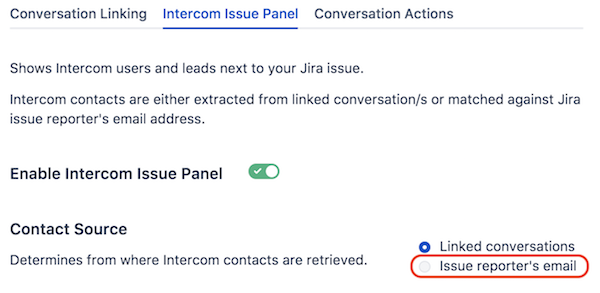 Conversation Linking Intercom Issue Panel Conversation Actions
Shows Intercom users and leads next to your Jira issue.
Intercom contacts are either extracted from linked conversation/s or matched against Jira
issue reporter's email address.
Enable Intercom Issue Panel
Contact Source
Determines from where Intercom contacts are retrieved.
Linked conversations
Issue reporter's email